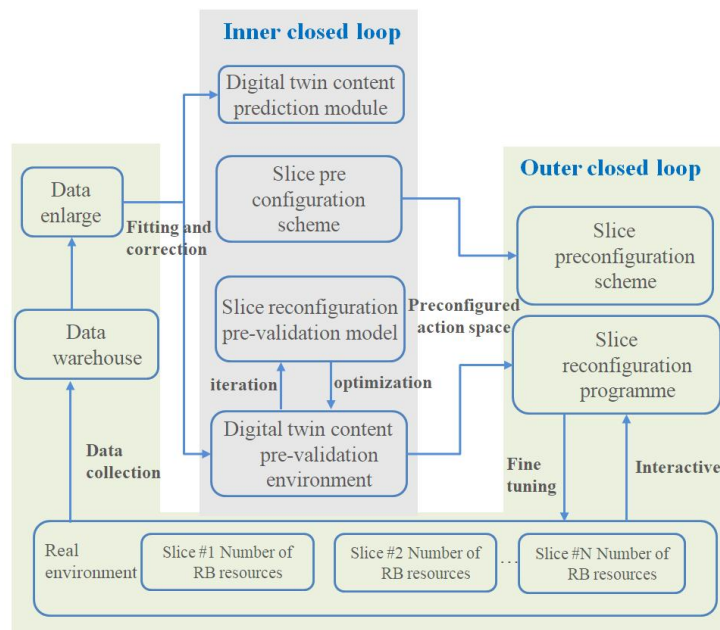 Inner closed loop
Digital twin content
prediction module
Outer closed loop
Data
enlarge
Fitting and
correction
Slice pre
configuration
scheme
Slice
preconfiguration
scheme
Data
warehouse
Slice reconfiguration
pre-validation model
Preconfigured
action space
Slice
reconfiguration
programme
iteration
optimization
Data
collection
Digital twin content
pre-validation
environment
Fine
tuning
Interactive
Real
environment
Slice #1 Number of
RB resources
Slice #2 Number of
RB resources
...
Slice #N Number of
RB resources